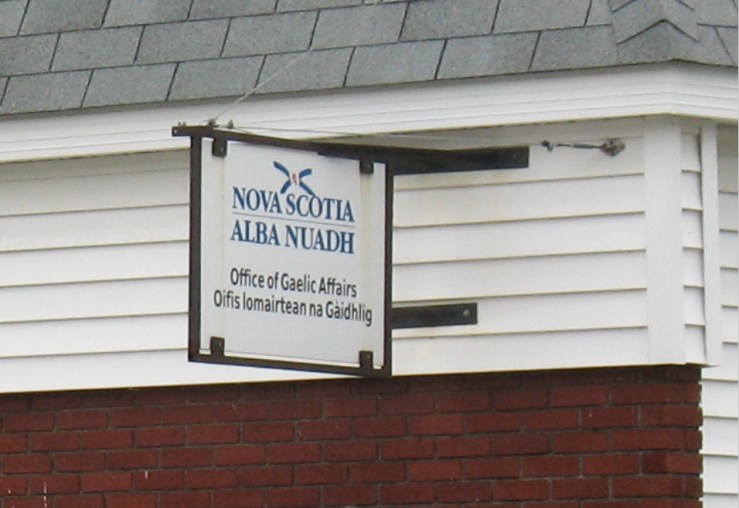 NOVA SCOTIA
ALBA NUADH
Office of Gaelic Affairs
Oifis Iomairtean na Gàidhlig